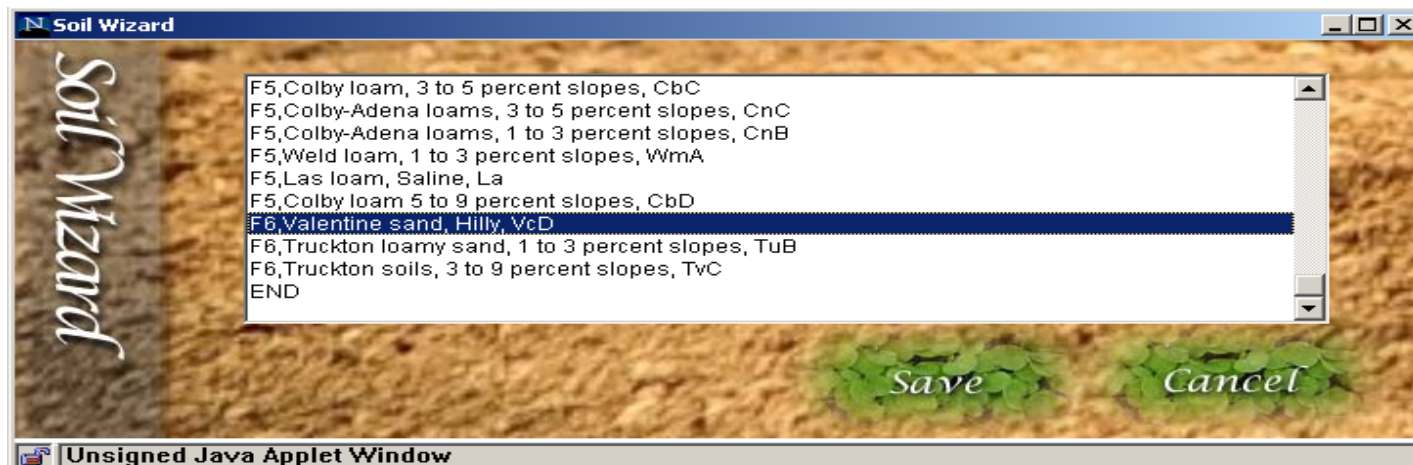 Soil Wizard
Soil Wizard
F5,Colby loam, 3 to 5 percent slopes, CbC
F5,Colby-Adena loams, 3 to 5 percent slopes, CnC
F5,Colby-Adena loams, 1 to 3 percent slopes, CnB
F5,Weld loam, 1 to 3 percent slopes, WmA
F5,Las loam, Saline, La
F5,Colby loam 5 to 9 percent slopes, CbD
F6,Valentine sand, Hilly, VcD
F6,Truckton loamy sand, 1 to 3 percent slopes, TuB
F6,Truckton soils, 3 to 9 percent slopes, TvC
END
Save
Cancel
Unsigned Java Applet Window